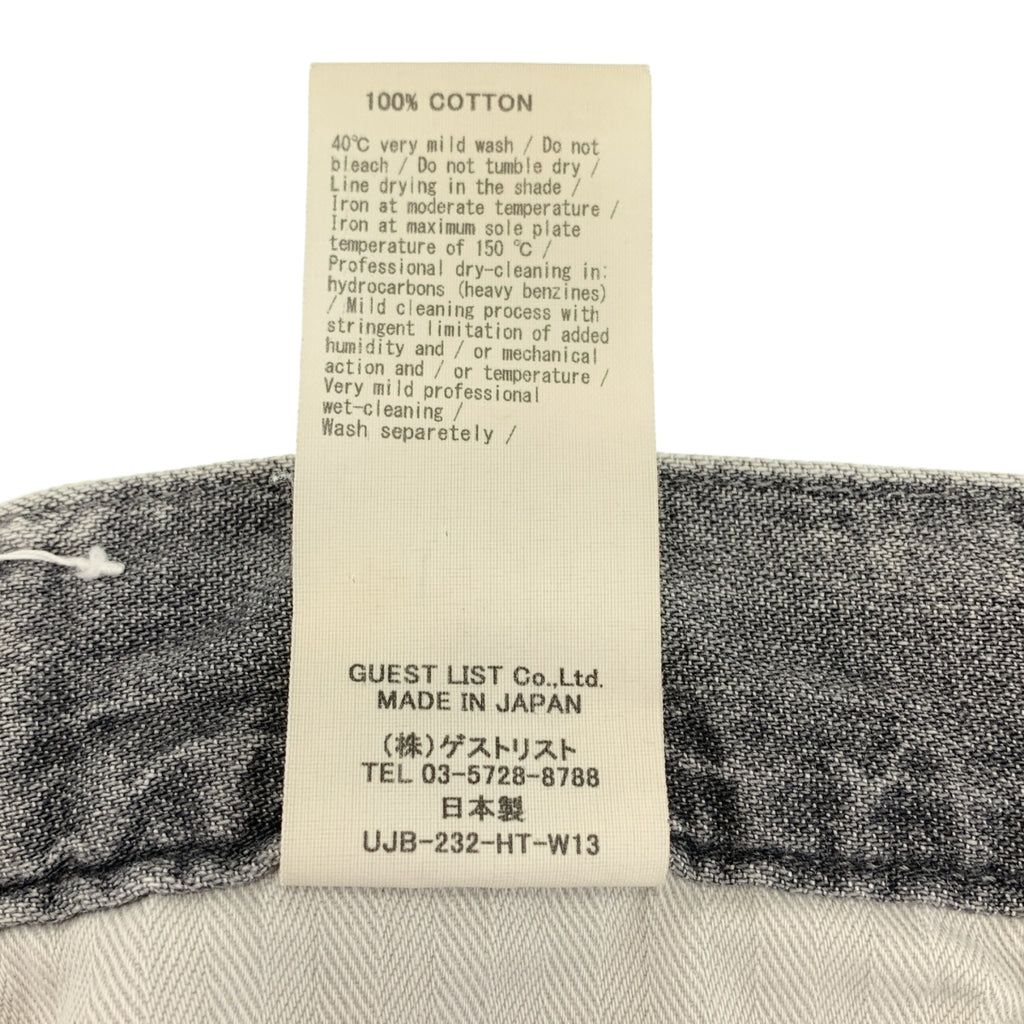 100% COTTON
40℃ very mild wash / Do not
bleach / Do not tumble dry /
Line drying in the shade /
Iron at moderate temperature /
Iron at maximum sole plate
temperature of 150 ℃ /
Professional dry-cleaning in:
hydrocarbons (heavy benzines)
/ Mild cleaning process with
stringent limitation of added
humidity and / or mechanical
action and / or temperature /
Very mild professional
wet-cleaning /
Wash separetely /
GUEST LIST Co.,Ltd.
MADE IN JAPAN
(株)ゲストリスト
TEL 03-5728-8788
日本製
UJB-232-HT-W13